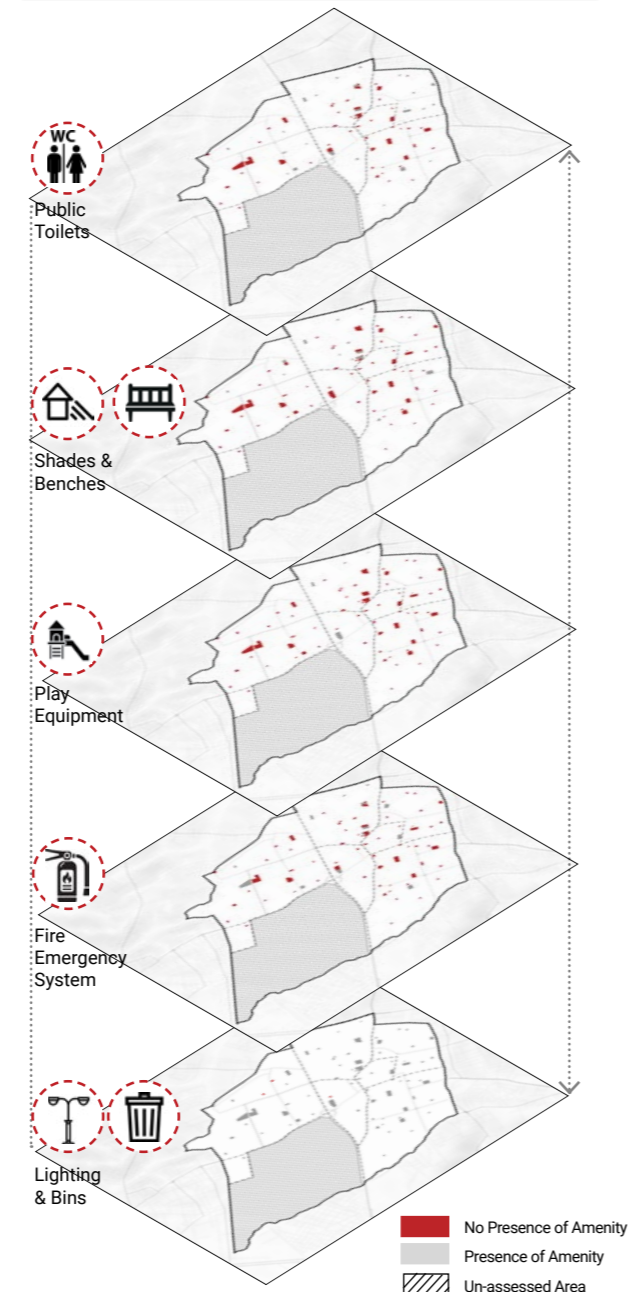 WC
Public
Toilets
Shades &
Benches
Play
Equipment
Fire
Emergency
System
Lighting
& Bins
No Presence of Amenity
Presence of Amenity
Un-assessed Area